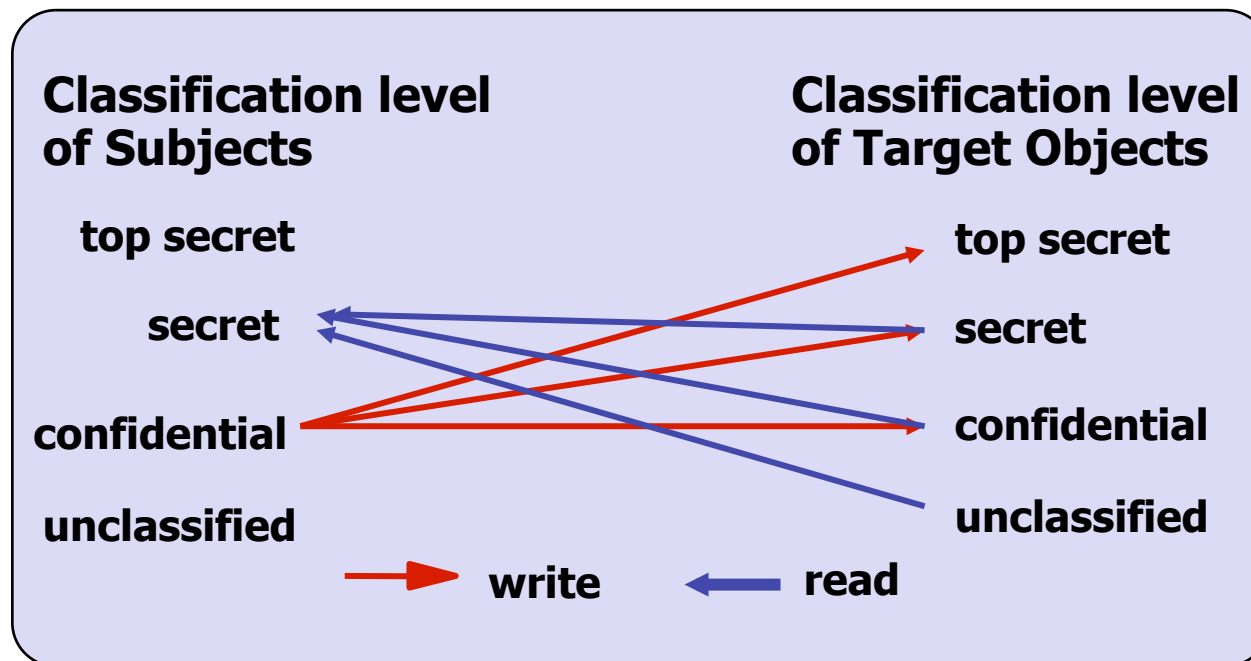 Classification level
of Subjects
top secret
secret
confidential
unclassified
Classification level
of Target Objects
top secret
secret
confidential
unclassified
write
read